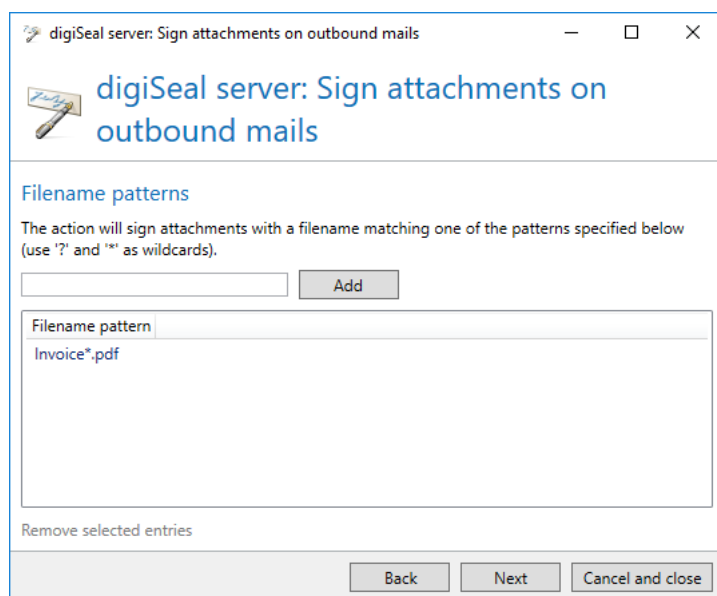 digiSeal server: Sign attachments on outbound mails
digiSeal server: Sign attachments on
outbound mails
Filename patterns
The action will sign attachments with a filename matching one of the patterns specified below
(use '?' and '*' as wildcards).
Add
Filename pattern
Invoice*.pdf
Remove selected entries
Back Next Cancel and close